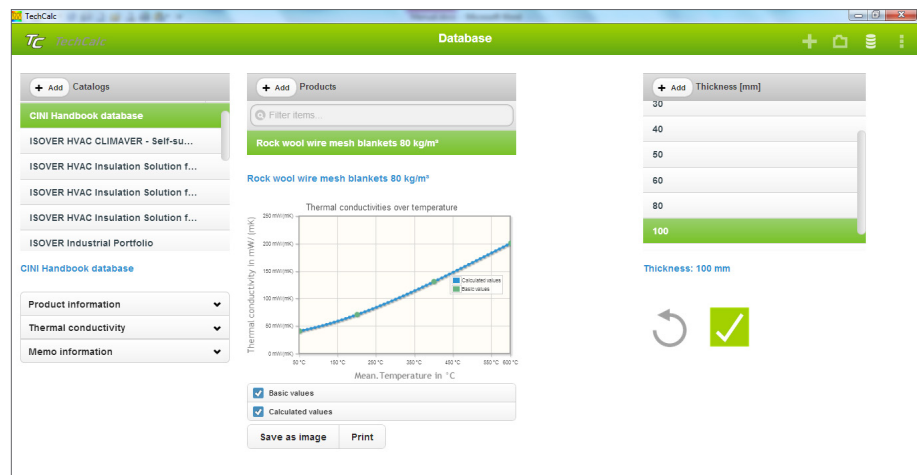 TechCalc
TC TechCalc
Database
+ Add Catalogs
CINI Handbook database
ISOVER HVAC CLIMAVER - Self-su...
ISOVER HVAC Insulation Solution f...
ISOVER HVAC Insulation Solution f...
ISOVER HVAC Insulation Solution f...
ISOVER Industrial Portfolio
CINI Handbook database
Product information
Thermal conductivity
Memo information
+ Add Products
Filter items...
Rock wool wire mesh blankets 80 kg/m³
Rock wool wire mesh blankets 80 kg/m³
Thermal conductivities over temperature
Thermal conductivity in mW/(mK)
250 mW/(mK)
200 mW/(mK)
150 mW/(mK)
100 mW/(mK)
50 mW/(mK)
0 mW/(mK)
Calculated values
Basic values
50 °C 150 °C 250 °C 350 °C 450 °C 550 °C 600 °C
Mean.Temperature in °C
Basic values
Calculated values
Save as image Print
+ Add Thickness [mm]
30
40
50
60
80
100
Thickness: 100 mm